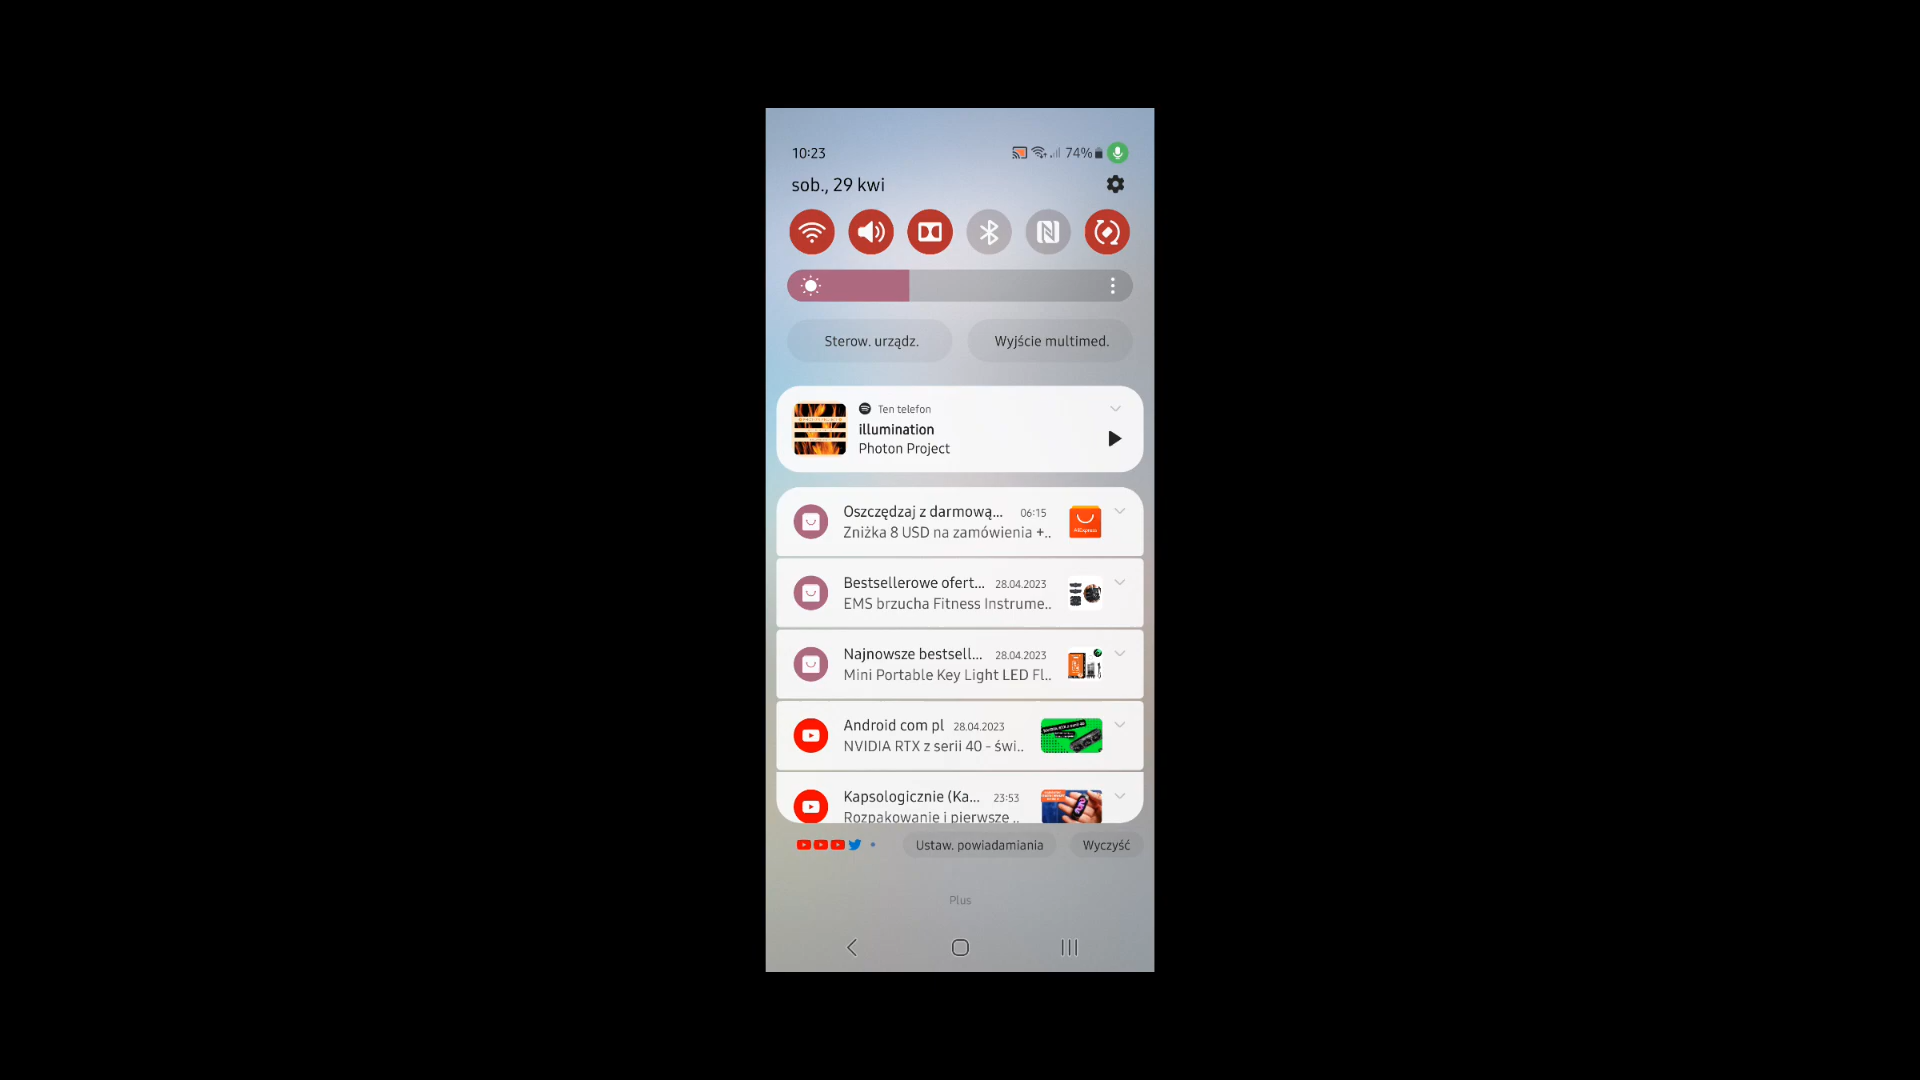 10:23
74%
sob., 29 kwi
Sterow. urządz.
Wyjście multimed.
Ten telefon
illumination
Photon Project
Oszczędzaj z darmową... 06:15
Zniżka 8 USD na zamówienia +..
AliExpress
Bestsellerowe ofert... 28.04.2023
EMS brzucha Fitness Instrume..
Najnowsze bestsell... 28.04.2023
Mini Portable Key Light LED Fl..
Android com pl 28.04.2023
NVIDIA RTX z serii 40 - świ..
Kapsologicznie (Ka... 23:53
Rozpakowanie i pierwsze ..
Ustaw. powiadamiania
Wyczyść
Plus